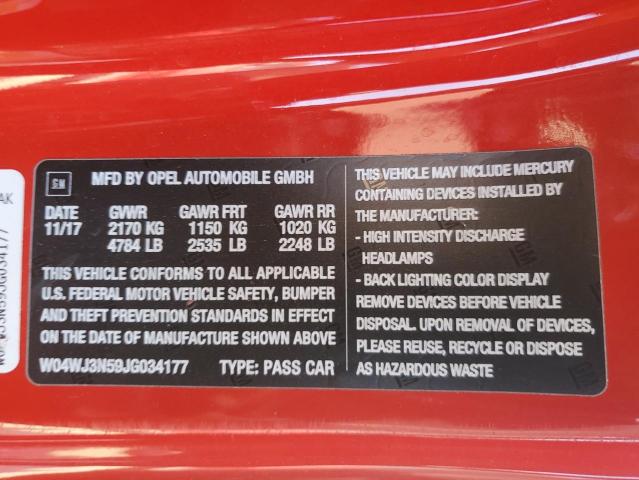 GM MFD BY OPEL AUTOMOBILE GMBH
DATE GVWR GAWR FRT GAWR RR
11/17 2170 KG 1150 KG 1020 KG
4784 LB 2535 LB 2248 LB
THIS VEHICLE CONFORMS TO ALL APPLICABLE
U.S. FEDERAL MOTOR VEHICLE SAFETY, BUMPER
AND THEFT PREVENTION STANDARDS IN EFFECT
ON THE DATE OF MANUFACTURE SHOWN ABOVE
W04WJ3N59JG034177 TYPE: PASS CAR
THIS VEHICLE MAY INCLUDE MERCURY
CONTAINING DEVICES INSTALLED BY
THE MANUFACTURER:
- HIGH INTENSITY DISCHARGE
HEADLAMPS
- BACK LIGHTING COLOR DISPLAY
REMOVE DEVICES BEFORE VEHICLE
DISPOSAL. UPON REMOVAL OF DEVICES,
PLEASE REUSE, RECYCLE OR DISPOSE
AS HAZARDOUS WASTE